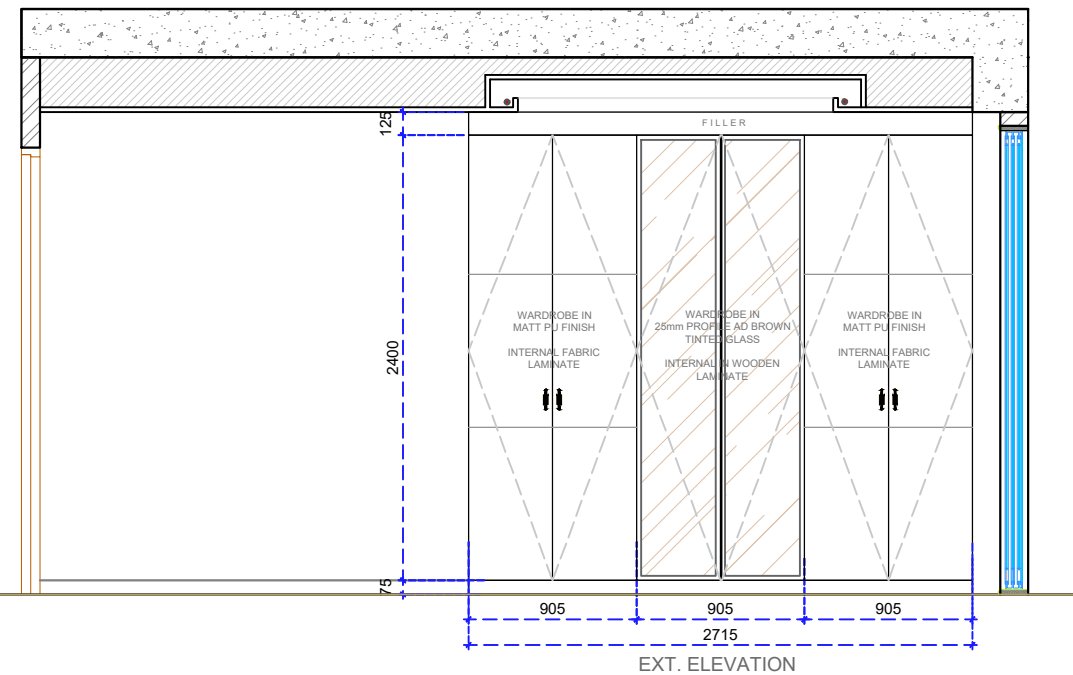 125
FILLER
2400
WARDROBE IN
MATT PU FINISH
INTERNAL FABRIC
LAMINATE
WARDROBE IN
25mm PROFILE AD BROWN
TINTED GLASS
INTERNAL IN WOODEN
LAMINATE
WARDROBE IN
MATT PU FINISH
INTERNAL FABRIC
LAMINATE
75
905
905
905
2715
EXT. ELEVATION